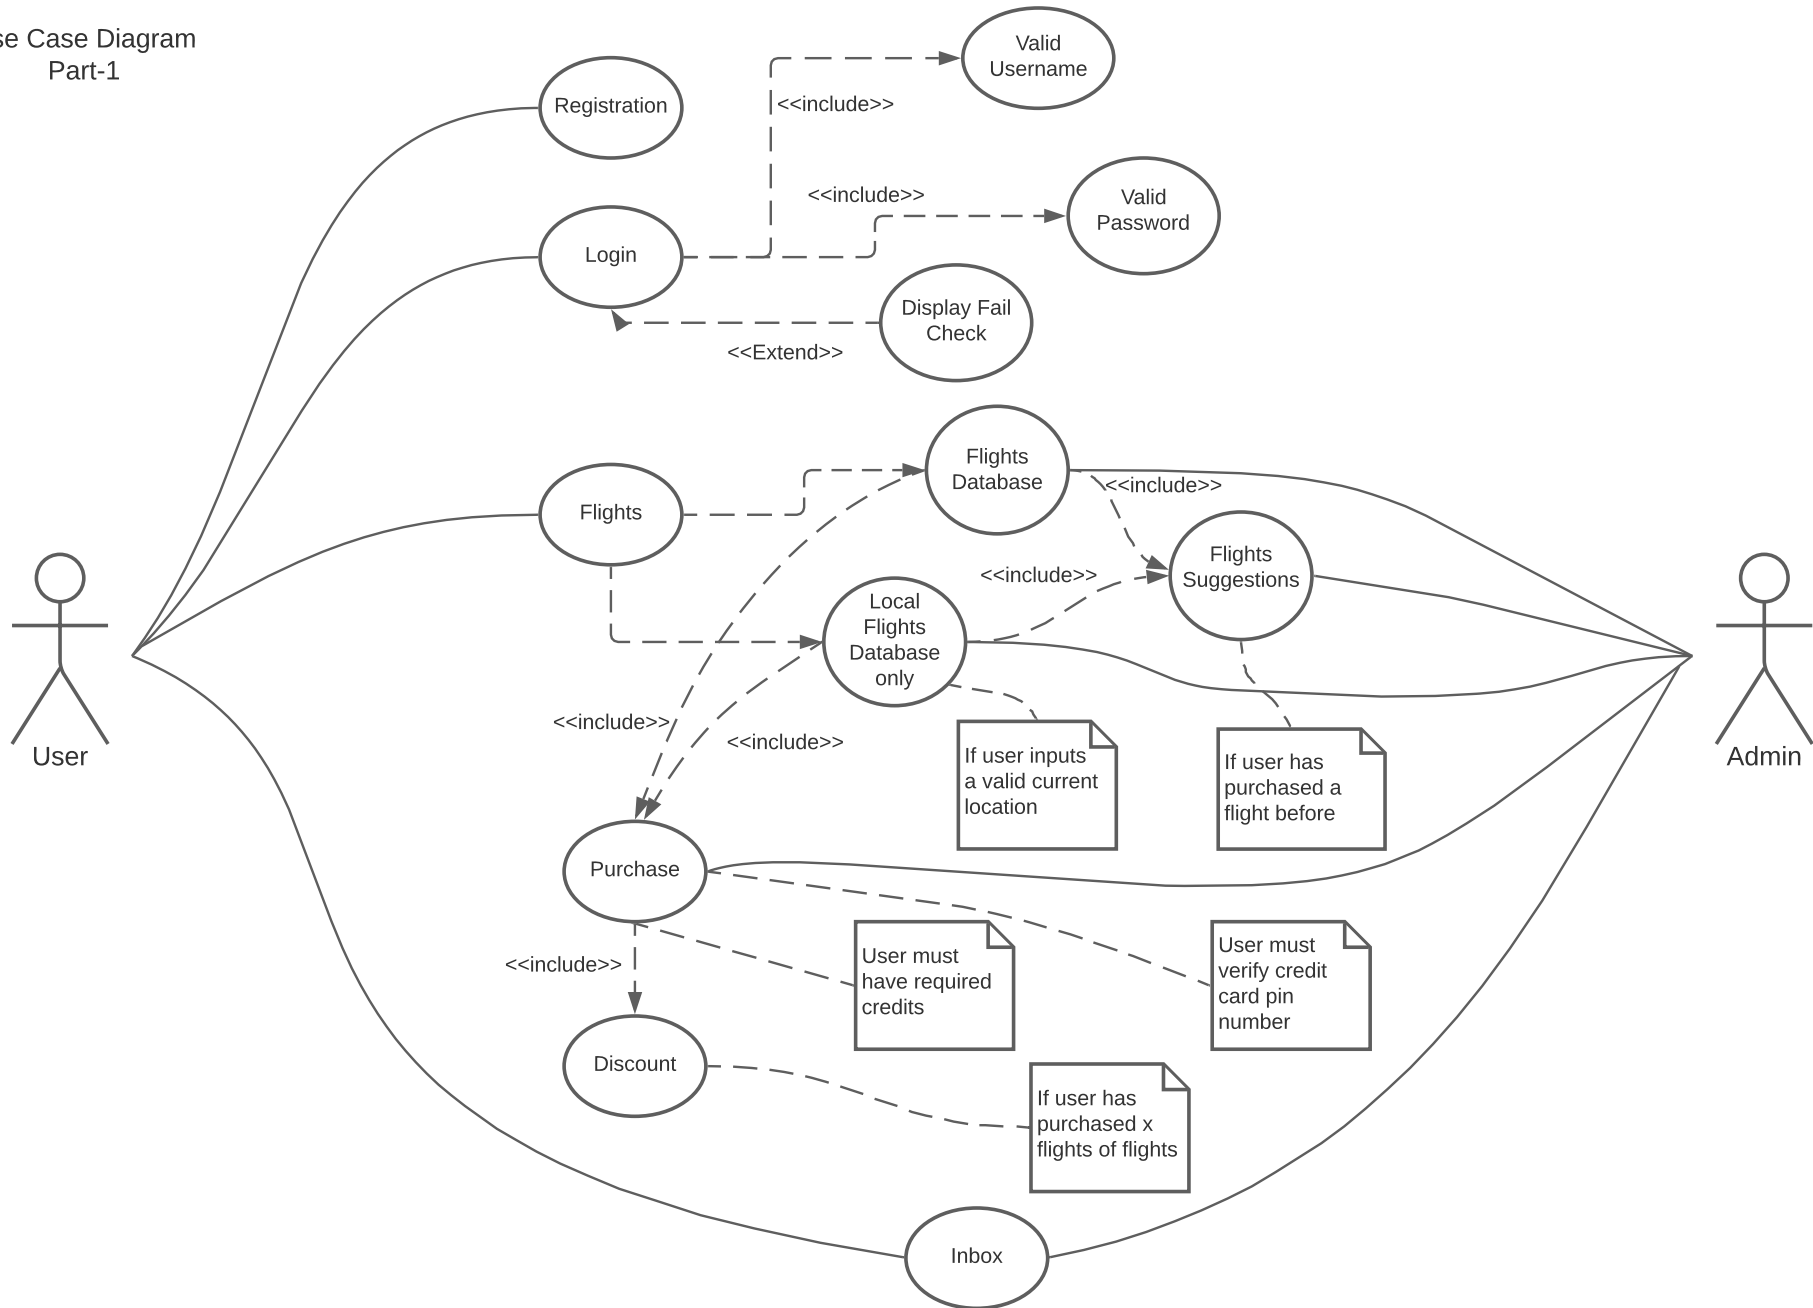 se Case Diagram
Part-1
Valid
Username
Registration
<<include>>
Valid
Password
<<include>>
Login
Display Fail
Check
<<Extend>>
Flights
Database
<<include>>
Flights
Flights
Suggestions
<<include>>
Local
Flights
Database
only
<<include>>
<<include>>
User
Admin
If user inputs
a valid current
location
If user has
purchased a
flight before
Purchase
<<include>>
User must
have required
credits
User must
verify credit
card pin
number
Discount
If user has
purchased x
flights of flights
Inbox